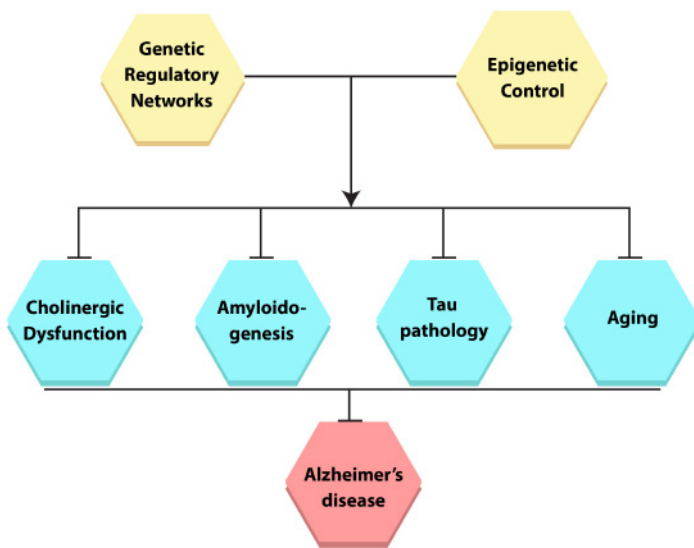 Genetic
Regulatory
Networks
Epigenetic
Control
Cholinergic
Dysfunction
Amyloido-
genesis
Tau
pathology
Aging
Alzheimer's
disease